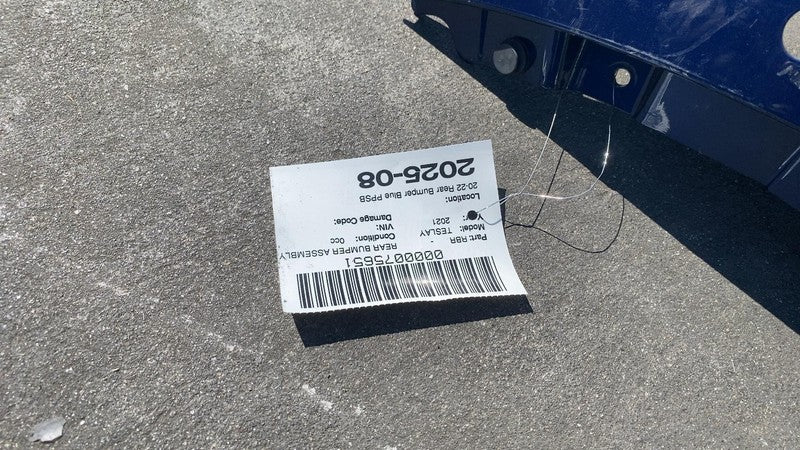 0000075651
Part: RBR - REAR BUMPER ASSEMBLY
Model: TESLAY Condition: 0cc
Year: 2021 VIN:
Damage Code:
Location:
20-22 Rear Bumper Blue PPSB
2025-08